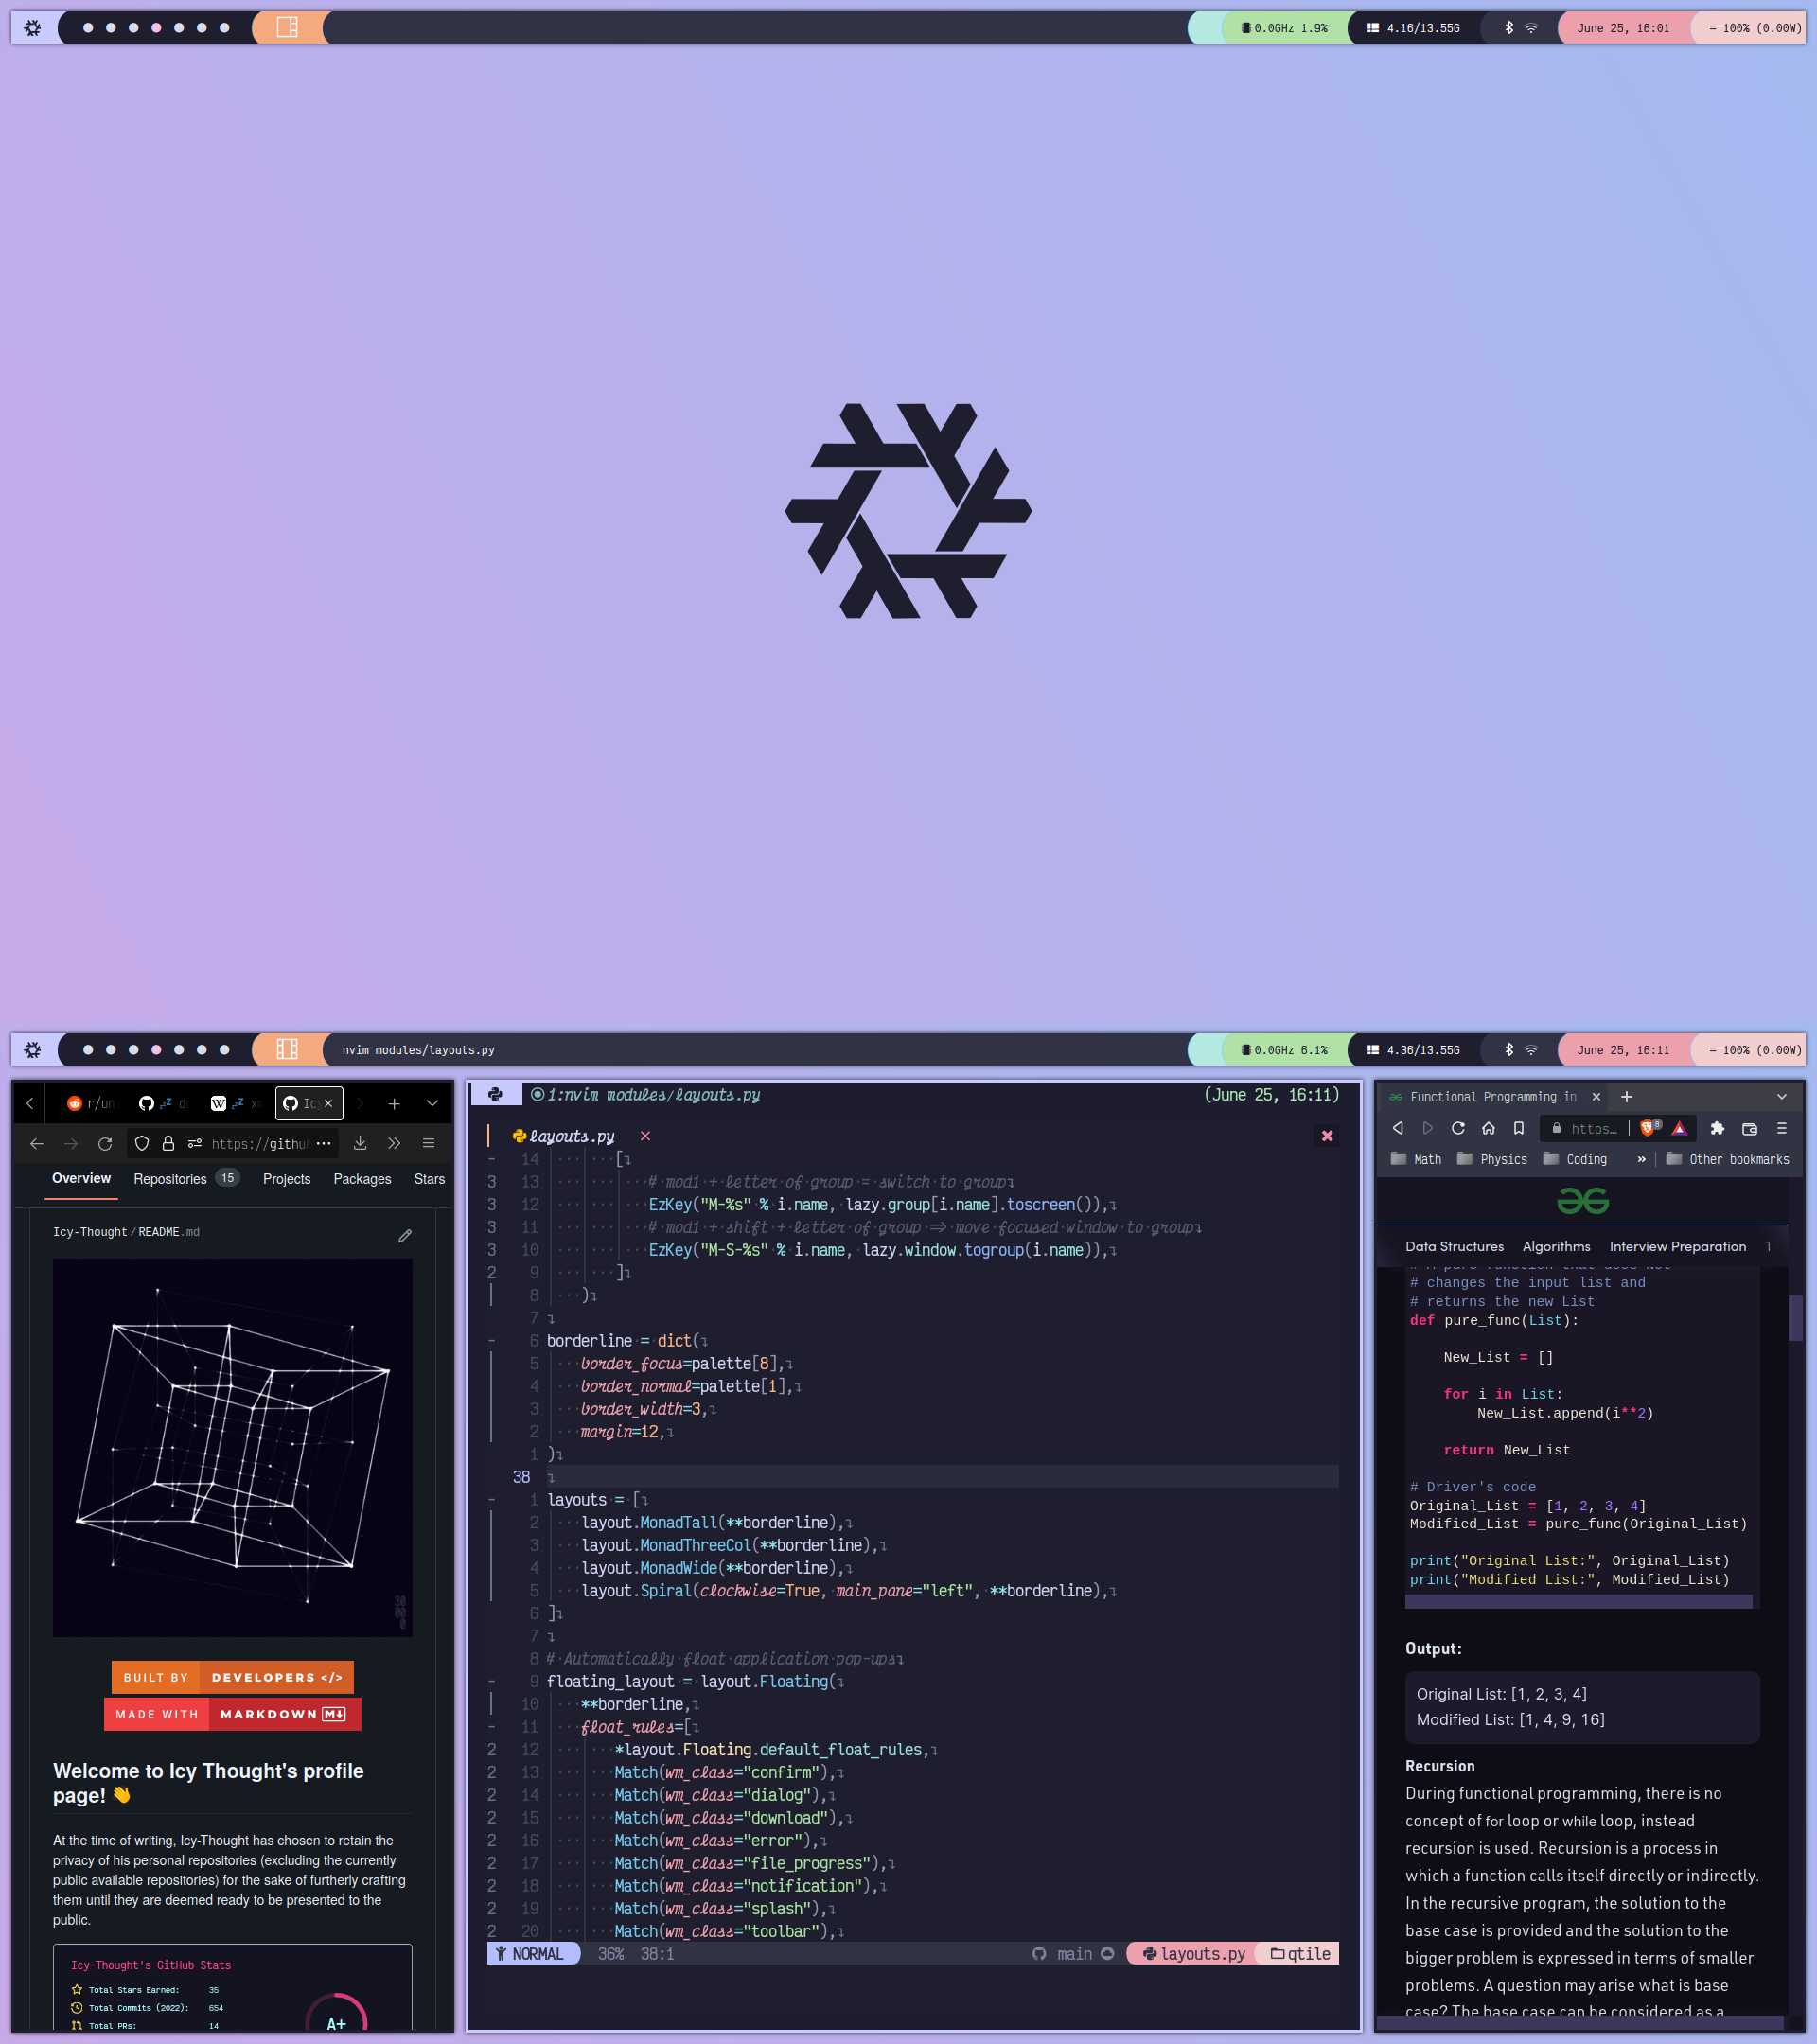 0.0GHz 1.9%
4.16/13.55G
June 25, 16:01
= 100% (0.00W)
nvim modules/layouts.py
0.0GHz 6.1%
4.36/13.55G
June 25, 16:11
= 100% (0.00W)
r/un
Icy
https://githu
Overview
Repositories 15
Projects
Packages
Stars
Icy-Thought/README.md
BUILT BY DEVELOPERS </>
MADE WITH MARKDOWN M
Welcome to Icy Thought's profile
page! 👋
At the time of writing, Icy-Thought has chosen to retain the
privacy of his personal repositories (excluding the currently
public available repositories) for the sake of furtherly crafting
them until they are deemed ready to be presented to the
public.
Icy-Thought's GitHub Stats
Total Stars Earned: 35
Total Commits (2022): 654
Total PRs: 14
A+
1:nvim modules/layouts.py
(June 25, 16:11)
layouts.py
14 [
3 13 # mod1 + letter of group = switch to group
3 12 EzKey("M-%s" % i.name, lazy.group[i.name].toscreen()),
3 11 # mod1 + shift + letter of group => move focused window to group
3 10 EzKey("M-S-%s" % i.name, lazy.window.togroup(i.name)),
2 9 ]
8 )
7
6 borderline = dict(
5 border_focus=palette[8],
4 border_normal=palette[1],
3 border_width=3,
2 margin=12,
1 )
38
1 layouts = [
2 layout.MonadTall(**borderline),
3 layout.MonadThreeCol(**borderline),
4 layout.MonadWide(**borderline),
5 layout.Spiral(clockwise=True, main_pane="left", **borderline),
6 ]
7
8 # Automatically float application pop-ups
9 floating_layout = layout.Floating(
10 **borderline,
11 float_rules=[
2 12 *layout.Floating.default_float_rules,
2 13 Match(wm_class="confirm"),
2 14 Match(wm_class="dialog"),
2 15 Match(wm_class="download"),
2 16 Match(wm_class="error"),
2 17 Match(wm_class="file_progress"),
2 18 Match(wm_class="notification"),
2 19 Match(wm_class="splash"),
2 20 Match(wm_class="toolbar"),
NORMAL 36% 38:1
main
layouts.py
qtile
Functional Programming in
https…
8
Math
Physics
Coding
»
Other bookmarks
Data Structures
Algorithms
Interview Preparation
# A pure function that does Not
# changes the input list and
# returns the new List
def pure_func(List):
New_List = []
for i in List:
New_List.append(i**2)
return New_List
# Driver's code
Original_List = [1, 2, 3, 4]
Modified_List = pure_func(Original_List)
print("Original List:", Original_List)
print("Modified List:", Modified_List)
Output:
Original List: [1, 2, 3, 4]
Modified List: [1, 4, 9, 16]
Recursion
During functional programming, there is no
concept of for loop or while loop, instead
recursion is used. Recursion is a process in
which a function calls itself directly or indirectly.
In the recursive program, the solution to the
base case is provided and the solution to the
bigger problem is expressed in terms of smaller
problems. A question may arise what is base
case? The base case can be considered as a